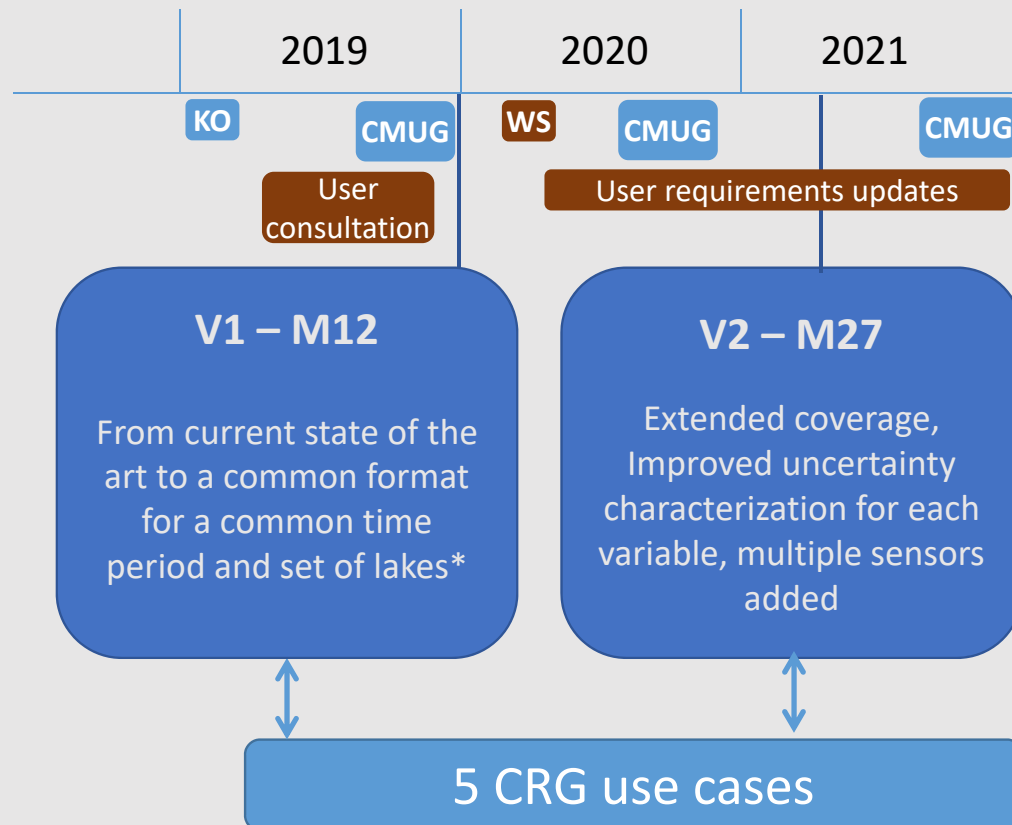 2019 2020 2021
KO CMUG WS CMUG CMUG
User
consultation
User requirements updates
V1 – M12
From current state of the
art to a common format
for a common time
period and set of lakes*
V2 – M27
Extended coverage,
Improved uncertainty
characterization for each
variable, multiple sensors
added
5 CRG use cases